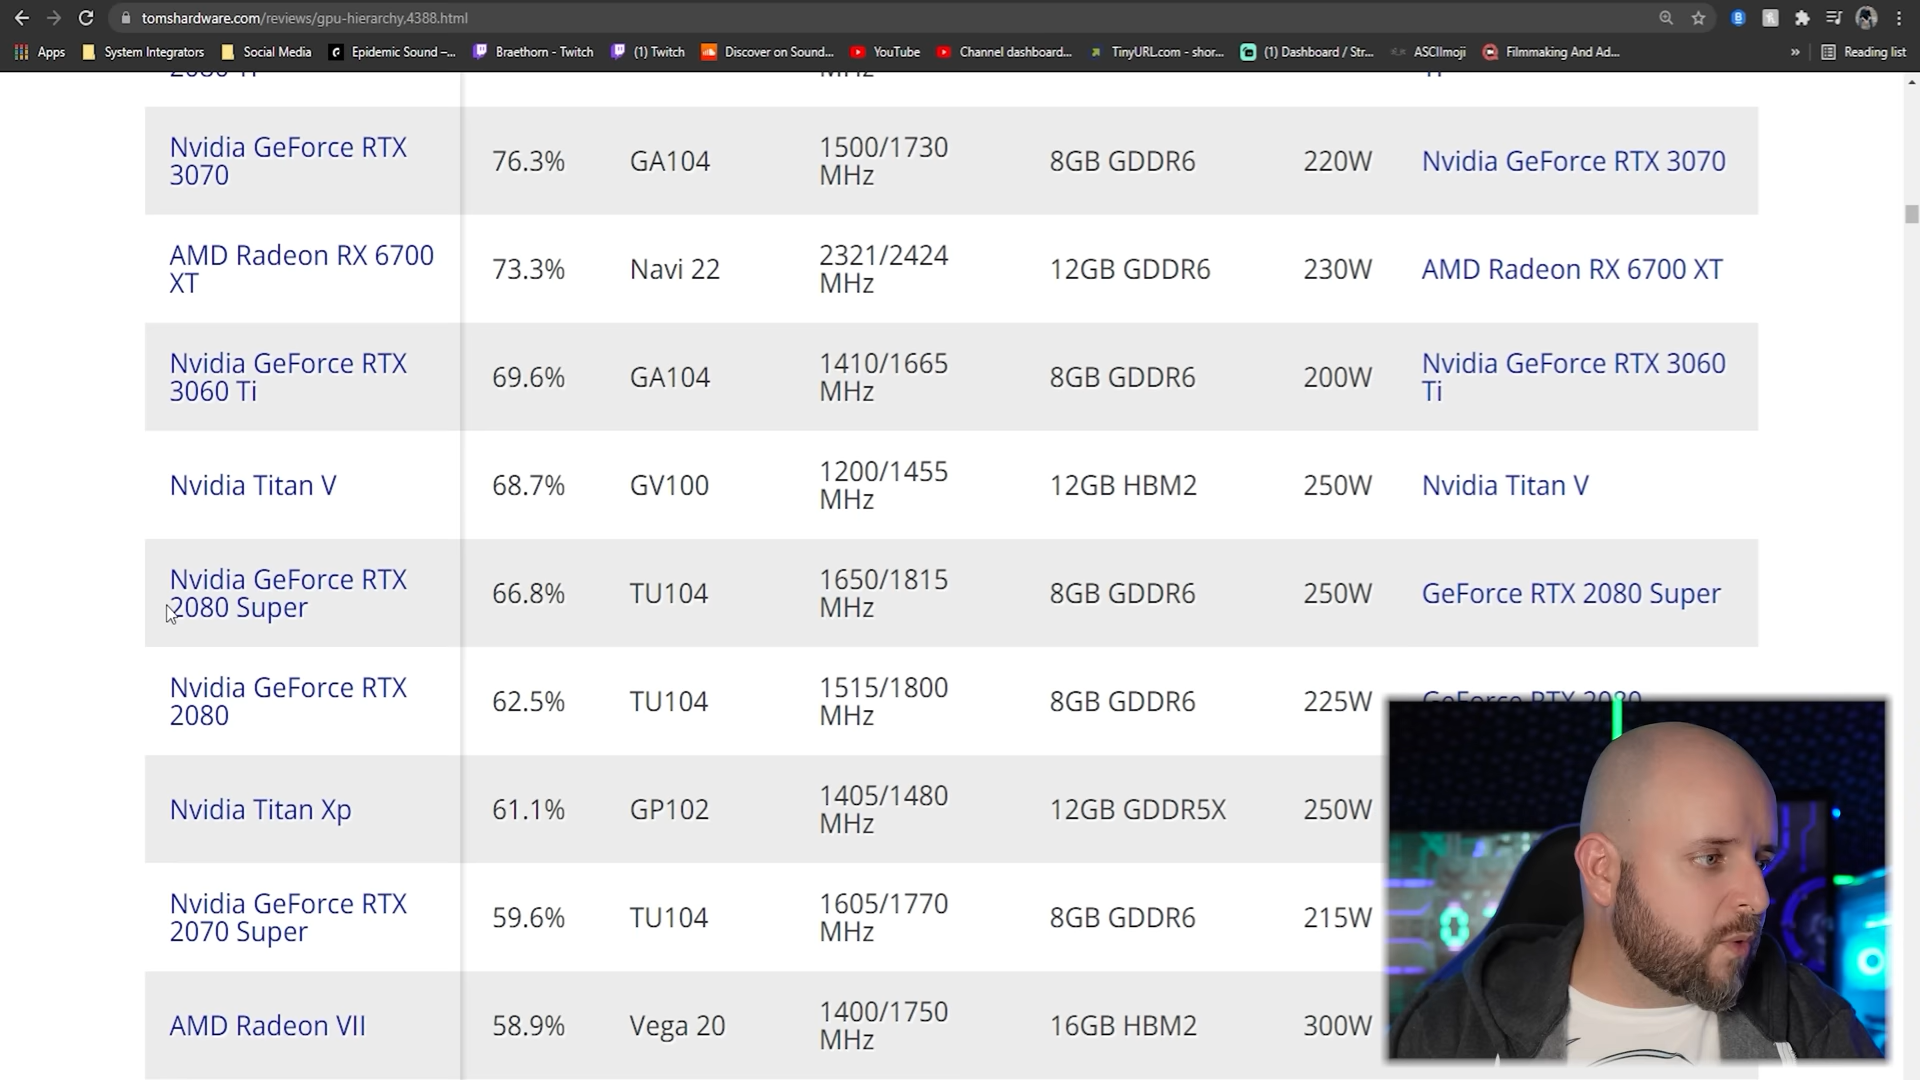 tomshardware.com/reviews/gpu-hierarchy,4388.html
Apps System Integrators Social Media Epidemic Sound –... Braethorn - Twitch (1) Twitch Discover on Sound... YouTube Channel dashboard... TinyURL.com - shor... (1) Dashboard / Str... ASCIImoji Filmmaking And Ad... » Reading list
2080 Ti MHz Ti
Nvidia GeForce RTX
3070
76.3%
GA104
1500/1730
MHz
8GB GDDR6
220W
Nvidia GeForce RTX 3070
AMD Radeon RX 6700
XT
73.3%
Navi 22
2321/2424
MHz
12GB GDDR6
230W
AMD Radeon RX 6700 XT
Nvidia GeForce RTX
3060 Ti
69.6%
GA104
1410/1665
MHz
8GB GDDR6
200W
Nvidia GeForce RTX 3060
Ti
Nvidia Titan V
68.7%
GV100
1200/1455
MHz
12GB HBM2
250W
Nvidia Titan V
Nvidia GeForce RTX
2080 Super
66.8%
TU104
1650/1815
MHz
8GB GDDR6
250W
GeForce RTX 2080 Super
Nvidia GeForce RTX
2080
62.5%
TU104
1515/1800
MHz
8GB GDDR6
225W
GeForce RTX 2080
Nvidia Titan Xp
61.1%
GP102
1405/1480
MHz
12GB GDDR5X
250W
Nvidia GeForce RTX
2070 Super
59.6%
TU104
1605/1770
MHz
8GB GDDR6
215W
AMD Radeon VII
58.9%
Vega 20
1400/1750
MHz
16GB HBM2
300W